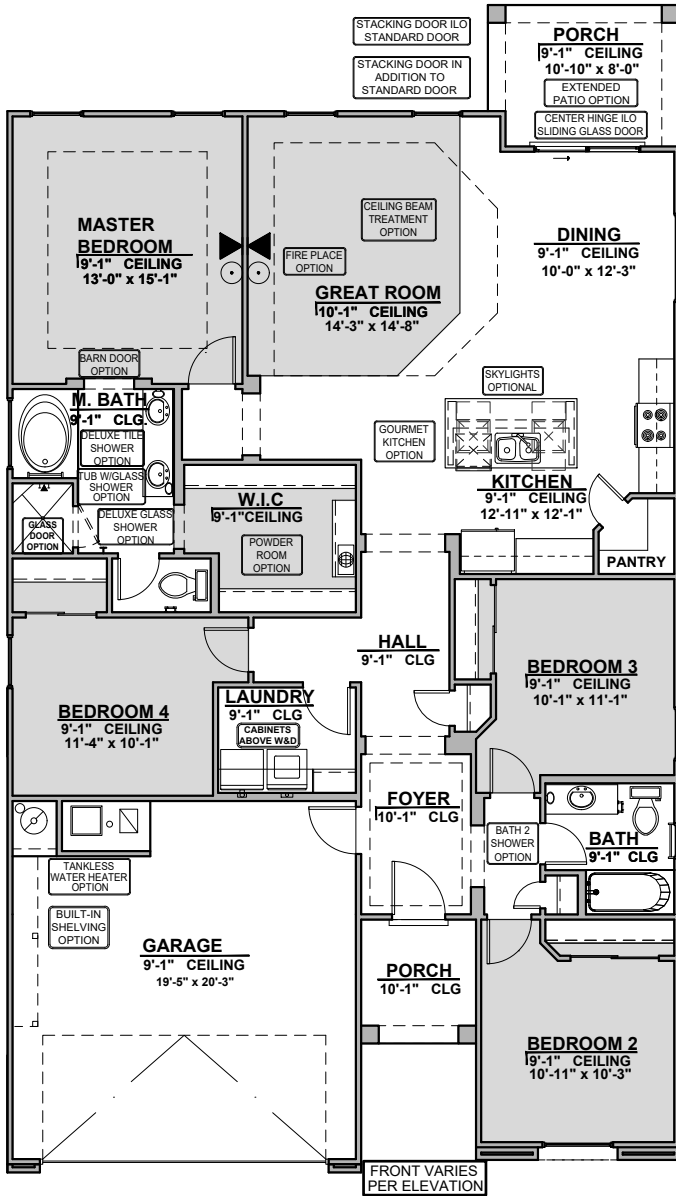 STACKING DOOR ILO
STANDARD DOOR
STACKING DOOR IN
ADDITION TO
STANDARD DOOR
PORCH
9'-1" CEILING
10'-10" x 8'-0"
EXTENDED
PATIO OPTION
CENTER HINGE ILO
SLIDING GLASS DOOR
MASTER
BEDROOM
9'-1" CEILING
13'-0" x 15'-1"
CEILING BEAM
TREATMENT
OPTION
FIRE PLACE
OPTION
GREAT ROOM
10'-1" CEILING
14'-3" x 14'-8"
DINING
9'-1" CEILING
10'-0" x 12'-3"
BARN DOOR
OPTION
M. BATH
9'-1" CLG.
DELUXE TILE
SHOWER
OPTION
TUB W/GLASS
SHOWER
OPTION
DELUXE GLASS
SHOWER
OPTION
GLASS
DOOR
OPTION
W.I.C
9'-1"CEILING
POWDER
ROOM
OPTION
SKYLIGHTS
OPTIONAL
GOURMET
KITCHEN
OPTION
KITCHEN
9'-1" CEILING
12'-11" x 12'-1"
PANTRY
HALL
9'-1" CLG
BEDROOM 3
9'-1" CEILING
10'-1" x 11'-1"
BEDROOM 4
9'-1" CEILING
11'-4" x 10'-1"
LAUNDRY
9'-1" CLG
CABINETS
ABOVE W&D
FOYER
10'-1" CLG
BATH 2
SHOWER
OPTION
BATH
9'-1" CLG
TANKLESS
WATER HEATER
OPTION
BUILT-IN
SHELVING
OPTION
GARAGE
9'-1" CEILING
19'-5" x 20'-3"
PORCH
10'-1" CLG
BEDROOM 2
9'-1" CEILING
10'-11" x 10'-3"
FRONT VARIES
PER ELEVATION